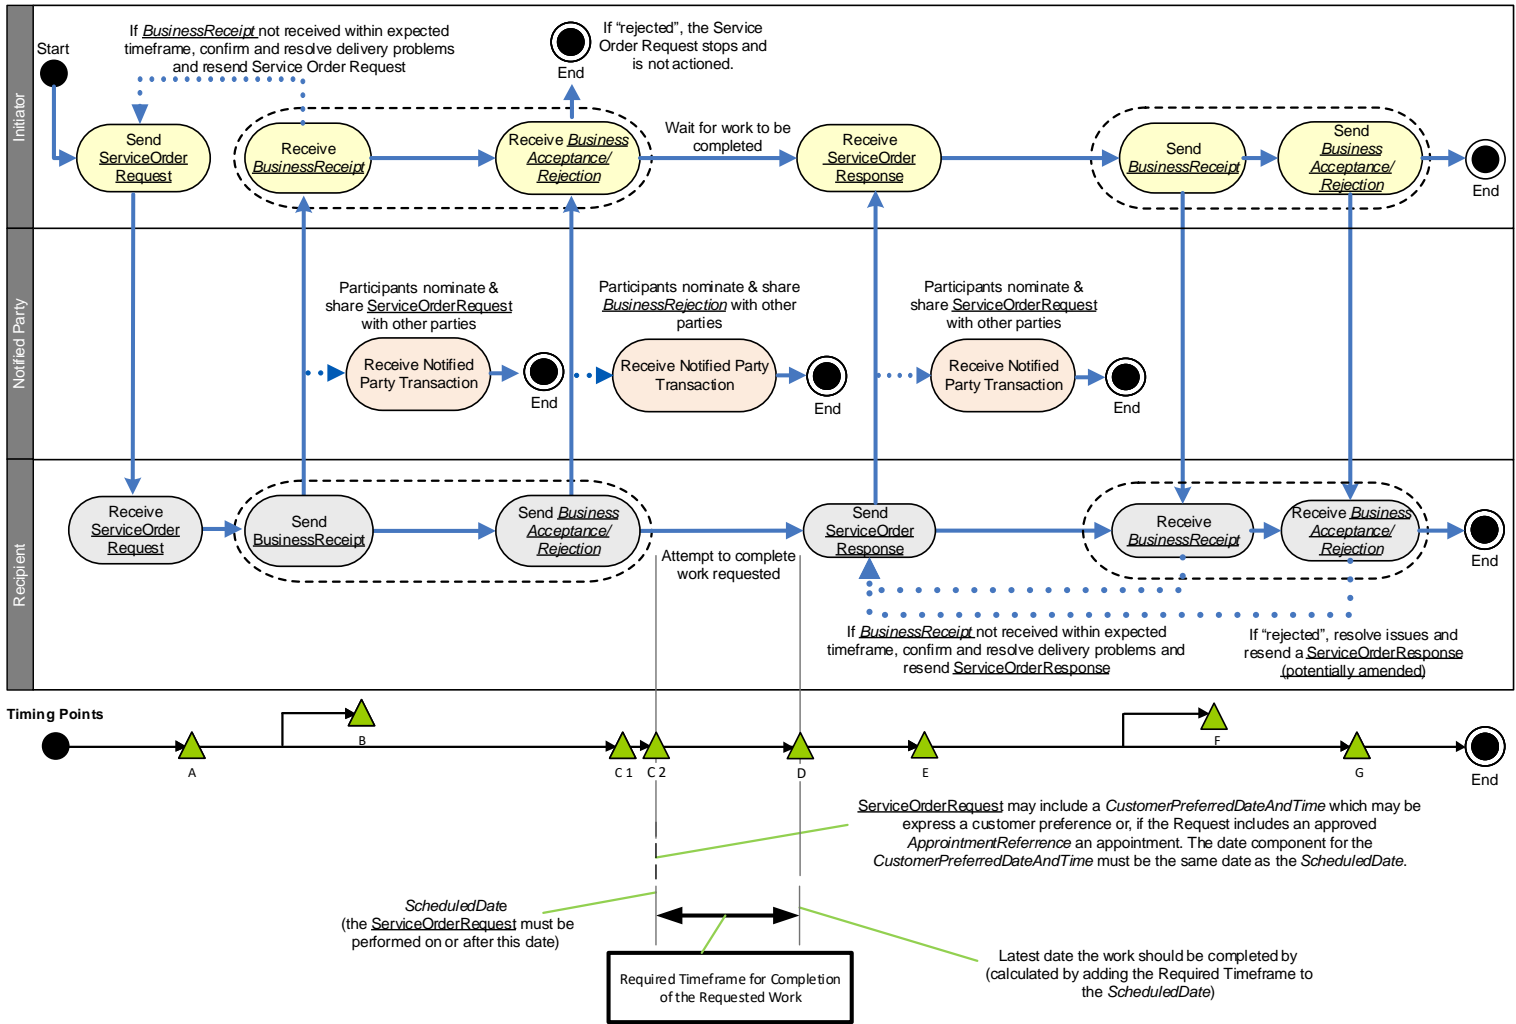 Initiator
Start
If BusinessReceipt not received within expected
timeframe, confirm and resolve delivery problems
and resend Service Order Request
End
If “rejected”, the Service
Order Request stops and
is not actioned.
Send
ServiceOrder
Request
Receive
BusinessReceipt
Receive Business
Acceptance/
Rejection
Wait for work to be
completed
Receive
ServiceOrder
Response
Send
BusinessReceipt
Send
Business
Acceptance/
Rejection
End
Notified Party
Participants nominate &
share ServiceOrderRequest
with other parties
Receive Notified
Party Transaction
End
Participants nominate & share
BusinessRejection with other
parties
Receive Notified Party
Transaction
End
Participants nominate &
share ServiceOrderRequest
with other parties
Receive Notified
Party Transaction
End
Recipient
Receive
ServiceOrder
Request
Send
BusinessReceipt
Send Business
Acceptance/
Rejection
Attempt to complete
work requested
Send
ServiceOrder
Response
Receive
BusinessReceipt
Receive Business
Acceptance/
Rejection
End
If BusinessReceipt not received within expected
timeframe, confirm and resolve delivery problems and
resend ServiceOrderResponse
If “rejected”, resolve issues and
resend a ServiceOrderResponse
(potentially amended)
Timing Points
A
B
C 1
C 2
D
E
F
G
End
ServiceOrderRequest may include a CustomerPreferredDateAndTime which may be
express a customer preference or, if the Request includes an approved
ApprointmentReferrence an appointment. The date component for the
CustomerPreferredDateAndTime must be the same date as the ScheduledDate.
ScheduledDate
(the ServiceOrderRequest must be
performed on or after this date)
Latest date the work should be completed by
(calculated by adding the Required Timeframe to
the ScheduledDate)
Required Timeframe for Completion
of the Requested Work